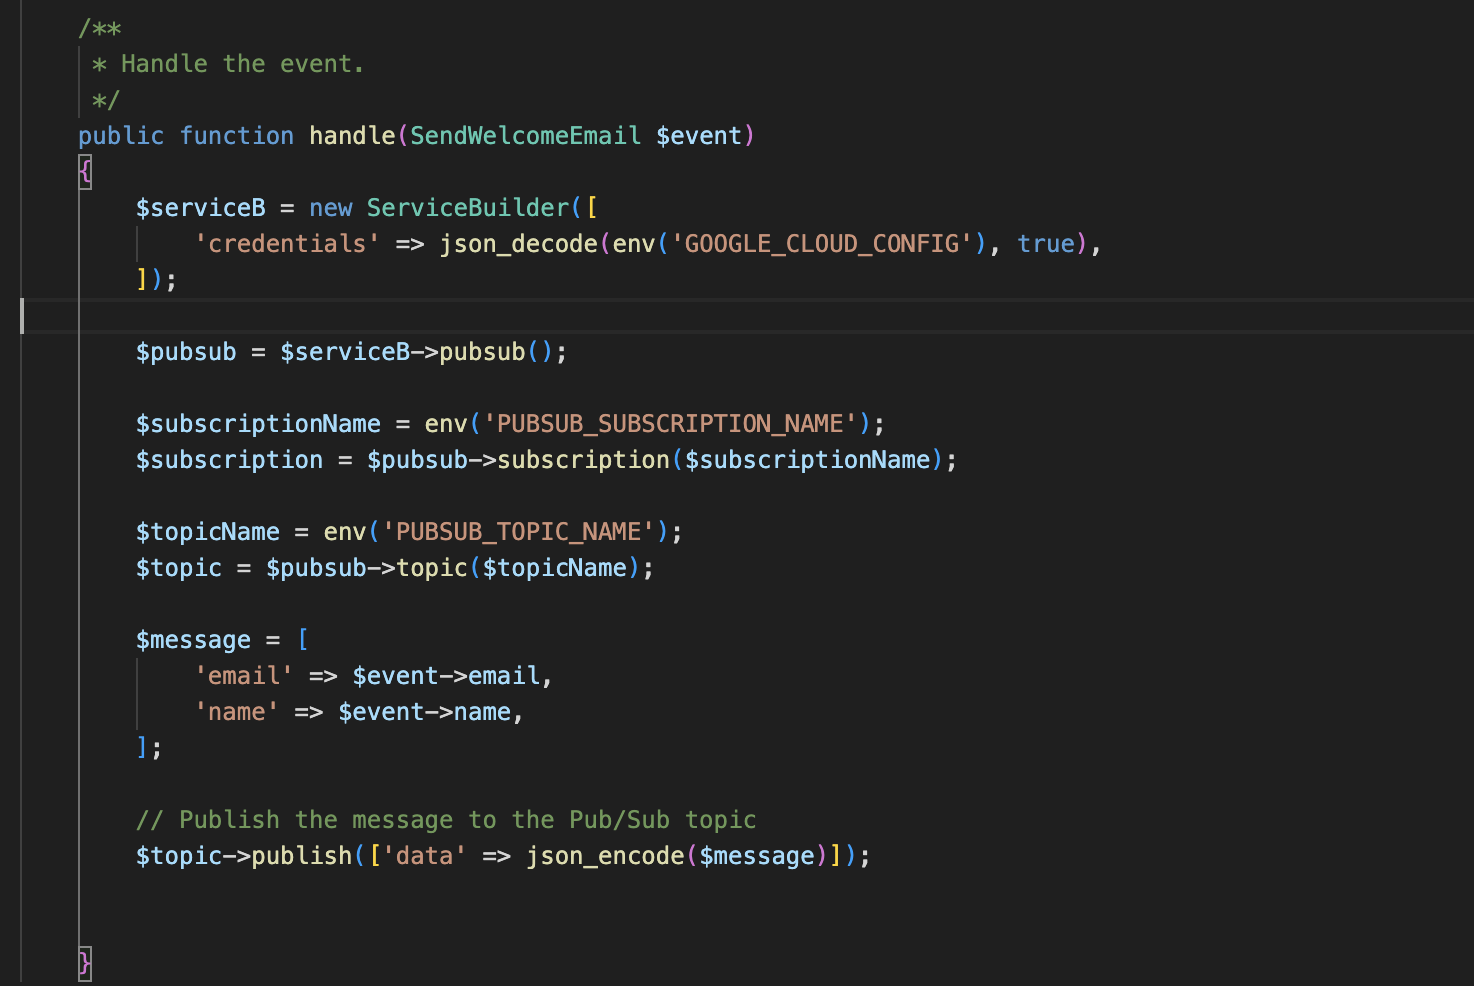 /**
 * Handle the event.
 */
public function handle(SendWelcomeEmail $event)
{
    $serviceB = new ServiceBuilder([
        'credentials' => json_decode(env('GOOGLE_CLOUD_CONFIG'), true),
    ]);

    $pubsub = $serviceB->pubsub();

    $subscriptionName = env('PUBSUB_SUBSCRIPTION_NAME');
    $subscription = $pubsub->subscription($subscriptionName);

    $topicName = env('PUBSUB_TOPIC_NAME');
    $topic = $pubsub->topic($topicName);

    $message = [
        'email' => $event->email,
        'name' => $event->name,
    ];

    // Publish the message to the Pub/Sub topic
    $topic->publish(['data' => json_encode($message)]);


}